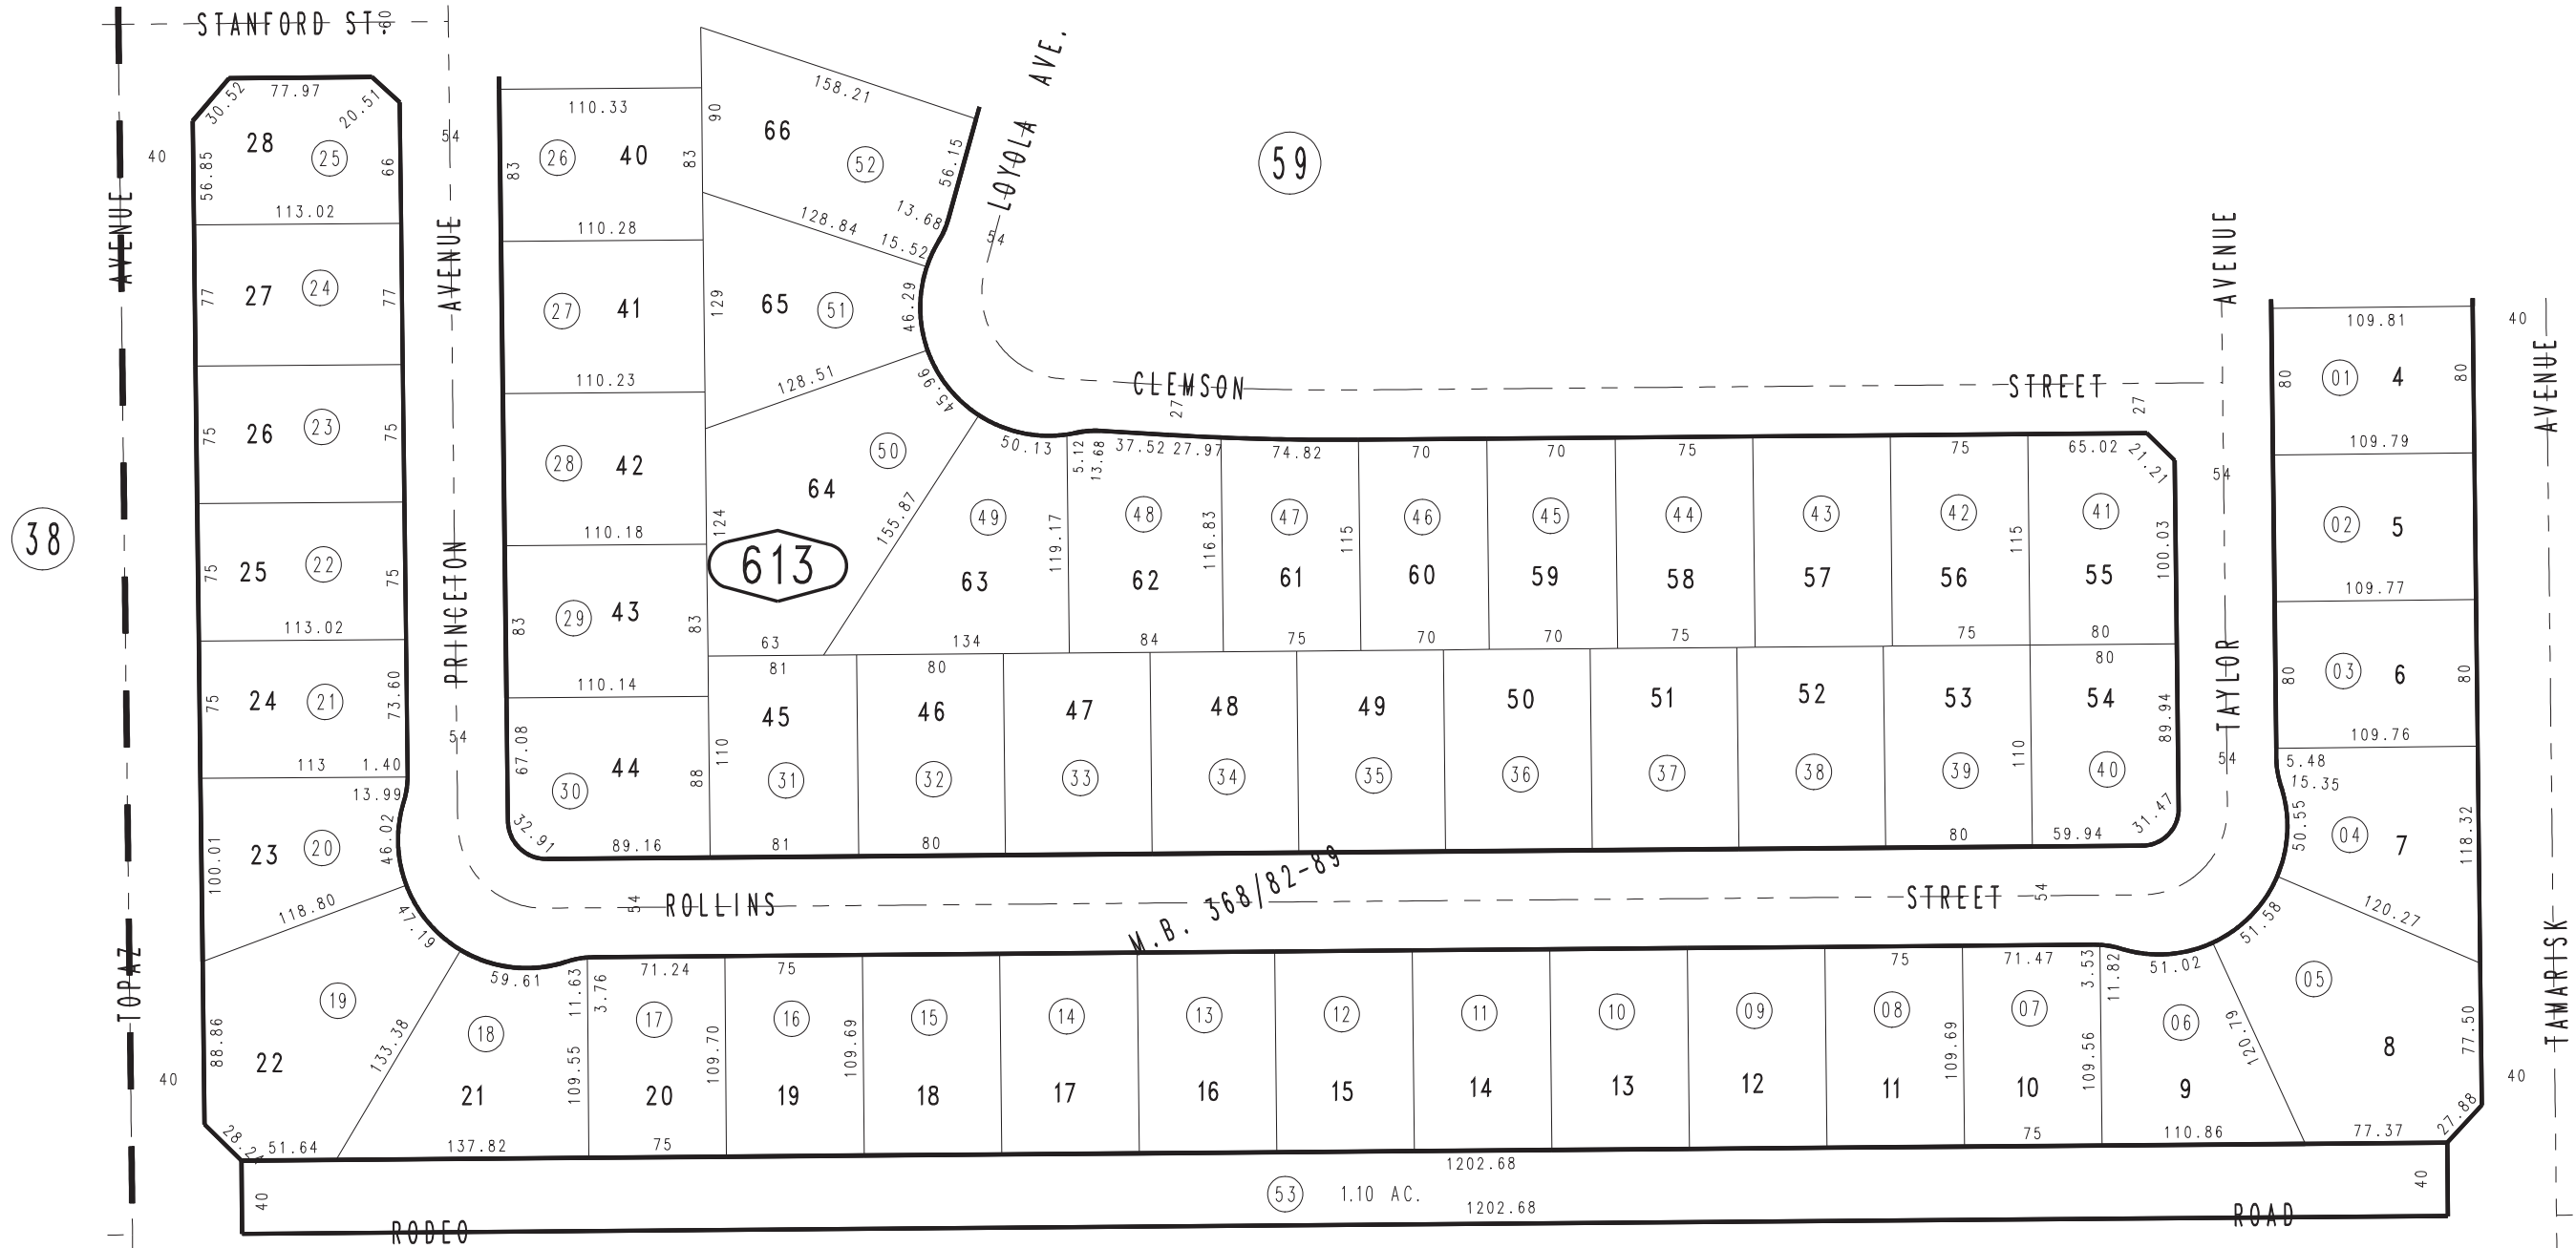 STANFORD ST. 60
AVENUE
TOPAZ
40
40
38
30.52 77.97 20.51
28 25
56.85 66
113.02
27 24
77 77
26 23
75 75
25 22
75 75
113.02
24 21
75 73.60
113 1.40
13.99
23 20
100.01 46.02
118.80
47.19
22 19
88.86
133.38
28.2
51.64
54
AVENUE
PRINCETON
54
110.33
26 40
83 83
110.28
27 41
110.23
28 42
110.18
29 43
83 83
110.14
44
30
67.08 88
32.91 89.16
158.21
90
66
52
56.15
13.68
128.84 15.52
129
65 51
46.29
128.51
45.96
50
64
124
155.87
613
63
LOYOLA AVE.
54
59
CLEMSON STREET
27 27
50.13 5.12 13.68 37.52 27.97 74.82 70 70 75 75 65.02 21.21
49 48 47 46 45 44 43 42 41
119.17 116.83 115 115 100.03
63 62 61 60 59 58 57 56 55
134 84 75 70 70 75 75 80
81 80 80
45 46 47 48 49 50 51 52 53 54
110 110 89.94
31 32 33 34 35 36 37 38 39 40
81 80 80 59.94 31.47
ROLLINS STREET
54 54
M.B. 368/82-89
59.61 11.63 3.76 71.24 75 75 71.47 3.53 11.82 51.02
18 17 16 15 14 13 12 11 10 09 08 07 06
109.55 109.70 109.69 109.69 109.56 120.79
21 20 19 18 17 16 15 14 13 12 11 10 9
137.82 75 75 110.86
AVENUE
54
TAYLOR
54
109.81
01 4
80 80
109.79
02 5
109.77
03 6
80 80
109.76
5.48
15.35
50.55
04 7
118.32
120.27
51.58
05
8
77.50
77.37 27.88
40
AVENUE
TAMARISK
40
1202.68
40 53 1.10 AC. 40
1202.68
RODEO ROAD